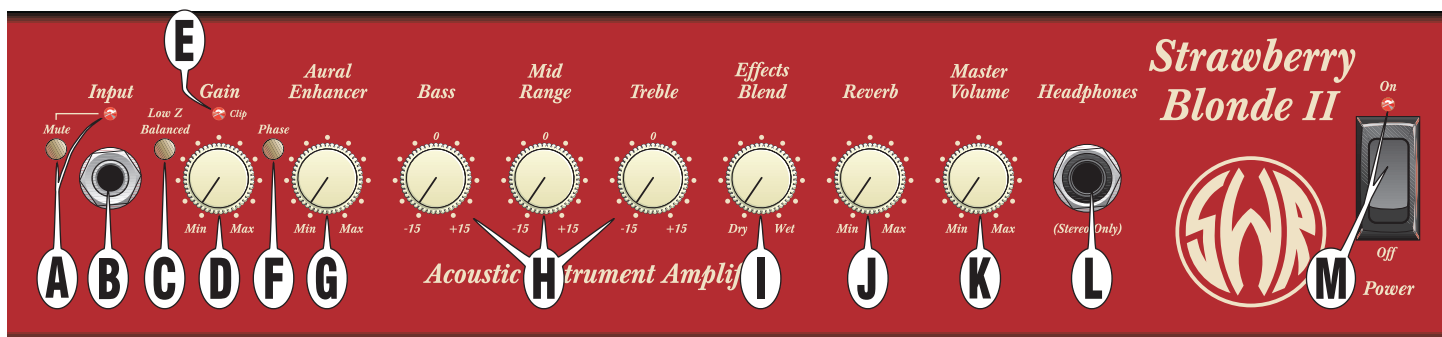 E
Strawberry
Blonde II
Input
Gain
Aural
Enhancer
Bass
Mid
Range
Treble
Effects
Blend
Reverb
Master
Volume
Headphones
On
Mute
Low Z
Balanced
Clip
Phase
0
0
0
Min Max
Min Max
-15 +15
-15 +15
-15 +15
Dry Wet
Min Max
Min Max
(Stereo Only)
SWR
Off
Power
Acoustic
A
B
C
D
F
G
H
I
J
K
L
M